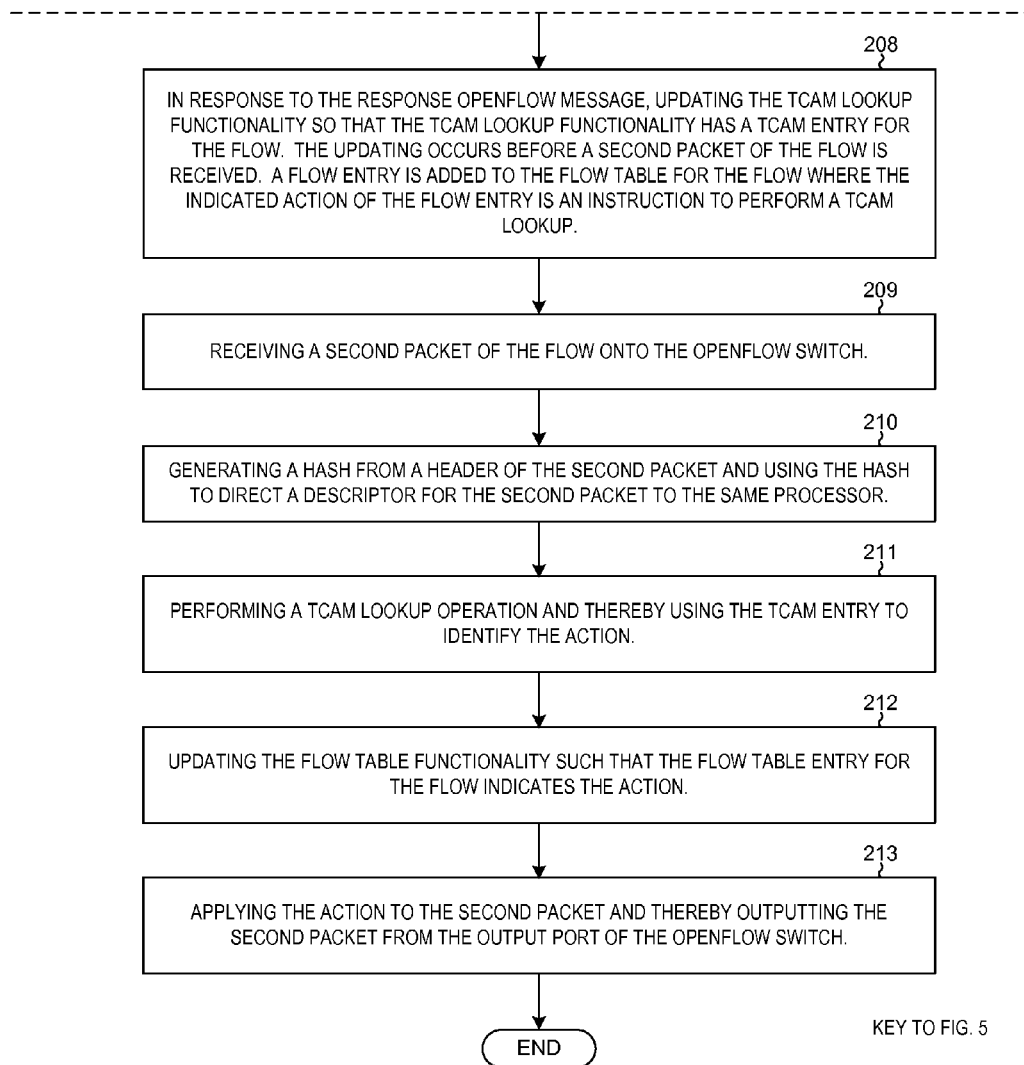 208
IN RESPONSE TO THE RESPONSE OPENFLOW MESSAGE, UPDATING THE TCAM LOOKUP
FUNCTIONALITY SO THAT THE TCAM LOOKUP FUNCTIONALITY HAS A TCAM ENTRY FOR
THE FLOW. THE UPDATING OCCURS BEFORE A SECOND PACKET OF THE FLOW IS
RECEIVED. A FLOW ENTRY IS ADDED TO THE FLOW TABLE FOR THE FLOW WHERE THE
INDICATED ACTION OF THE FLOW ENTRY IS AN INSTRUCTION TO PERFORM A TCAM
LOOKUP.
209
RECEIVING A SECOND PACKET OF THE FLOW ONTO THE OPENFLOW SWITCH.
210
GENERATING A HASH FROM A HEADER OF THE SECOND PACKET AND USING THE HASH
TO DIRECT A DESCRIPTOR FOR THE SECOND PACKET TO THE SAME PROCESSOR.
211
PERFORMING A TCAM LOOKUP OPERATION AND THEREBY USING THE TCAM ENTRY TO
IDENTIFY THE ACTION.
212
UPDATING THE FLOW TABLE FUNCTIONALITY SUCH THAT THE FLOW TABLE ENTRY FOR
THE FLOW INDICATES THE ACTION.
213
APPLYING THE ACTION TO THE SECOND PACKET AND THEREBY OUTPUTTING THE
SECOND PACKET FROM THE OUTPUT PORT OF THE OPENFLOW SWITCH.
END
KEY TO FIG. 5